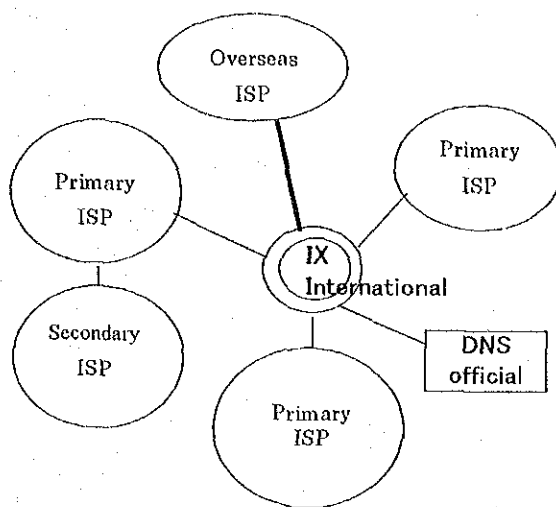 Overseas
ISP
Primary
ISP
Primary
ISP
IX
International
Secondary
ISP
DNS
official
Primary
ISP